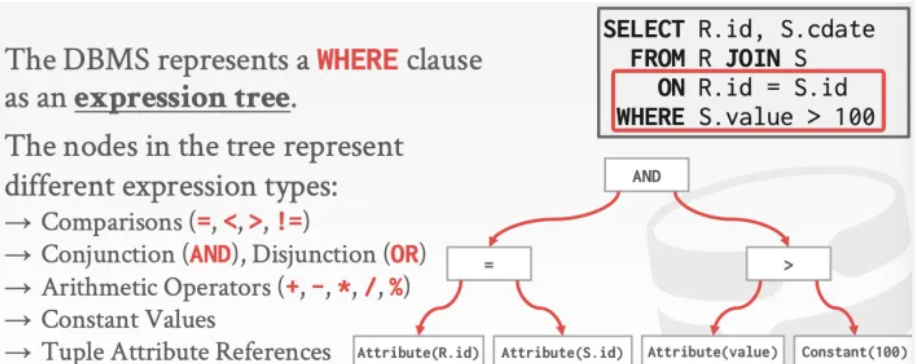 The DBMS represents a WHERE clause
as an expression tree.
The nodes in the tree represent
different expression types:
→ Comparisons (=, <, >, !=)
→ Conjunction (AND), Disjunction (OR)
→ Arithmetic Operators (+, -, *, /, %)
→ Constant Values
→ Tuple Attribute References
SELECT R.id, S.cdate
FROM R JOIN S
ON R.id = S.id
WHERE S.value > 100
AND
=
>
Attribute(R.id)
Attribute(S.id)
Attribute(value)
Constant(100)